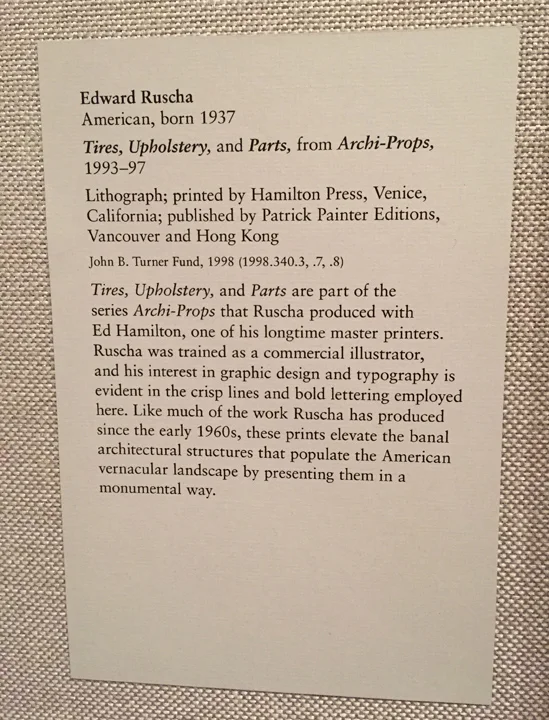 Edward Ruscha
American, born 1937
Tires, Upholstery, and Parts, from Archi-Props,
1993–97
Lithograph; printed by Hamilton Press, Venice,
California; published by Patrick Painter Editions,
Vancouver and Hong Kong
John B. Turner Fund, 1998 (1998.340.3, .7, .8)
Tires, Upholstery, and Parts are part of the
series Archi-Props that Ruscha produced with
Ed Hamilton, one of his longtime master printers.
Ruscha was trained as a commercial illustrator,
and his interest in graphic design and typography is
evident in the crisp lines and bold lettering employed
here. Like much of the work Ruscha has produced
since the early 1960s, these prints elevate the banal
architectural structures that populate the American
vernacular landscape by presenting them in a
monumental way.